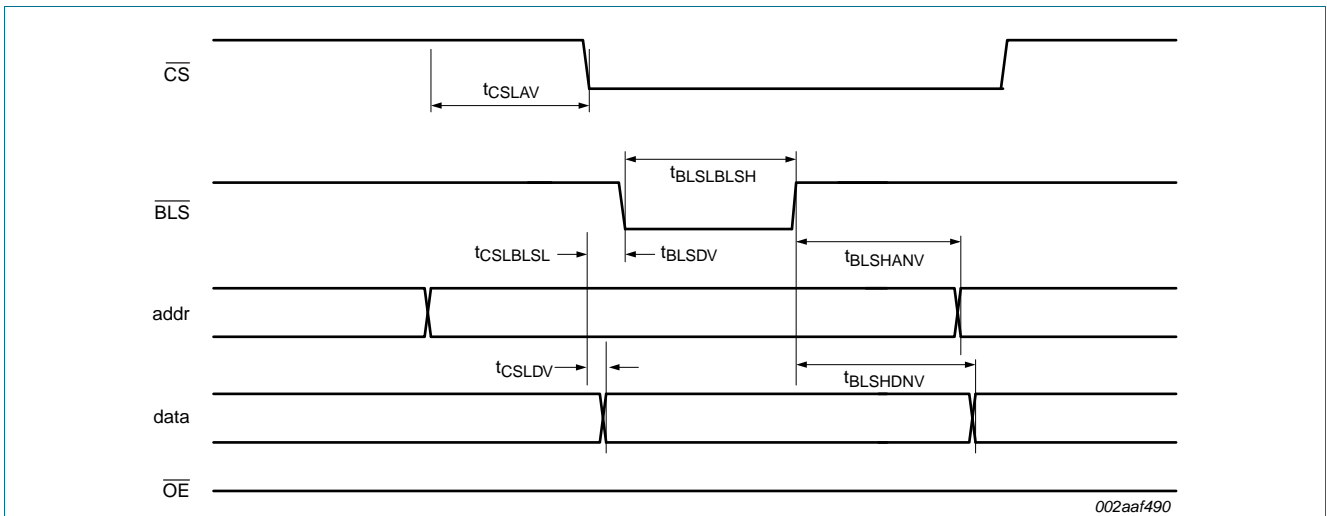 CS
tCSLAV
tBLSLBLSH
BLS
tCSLBLSL
tBLSDV
tBLSHANV
addr
tCSLDV
tBLSHDNV
data
OE
002aaf490